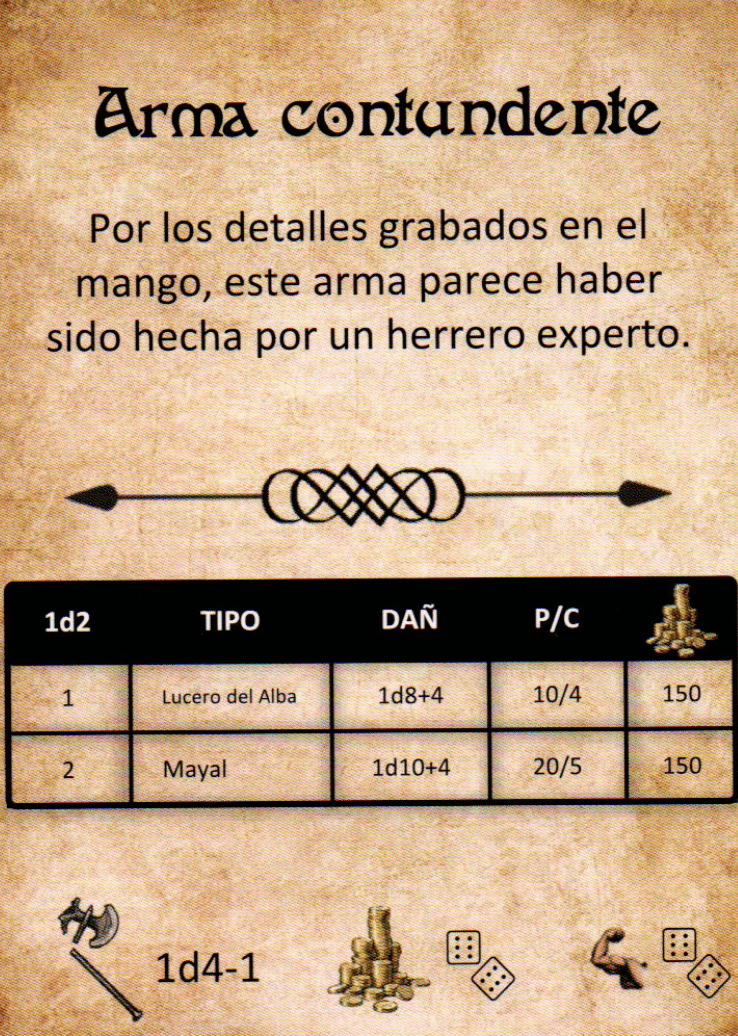 Arma contundente
Por los detalles grabados en el
mango, este arma parece haber
sido hecha por un herrero experto.
1d2 TIPO DAÑ P/C
1 Lucero del Alba 1d8+4 10/4 150
2 Mayal 1d10+4 20/5 150
1d4-1